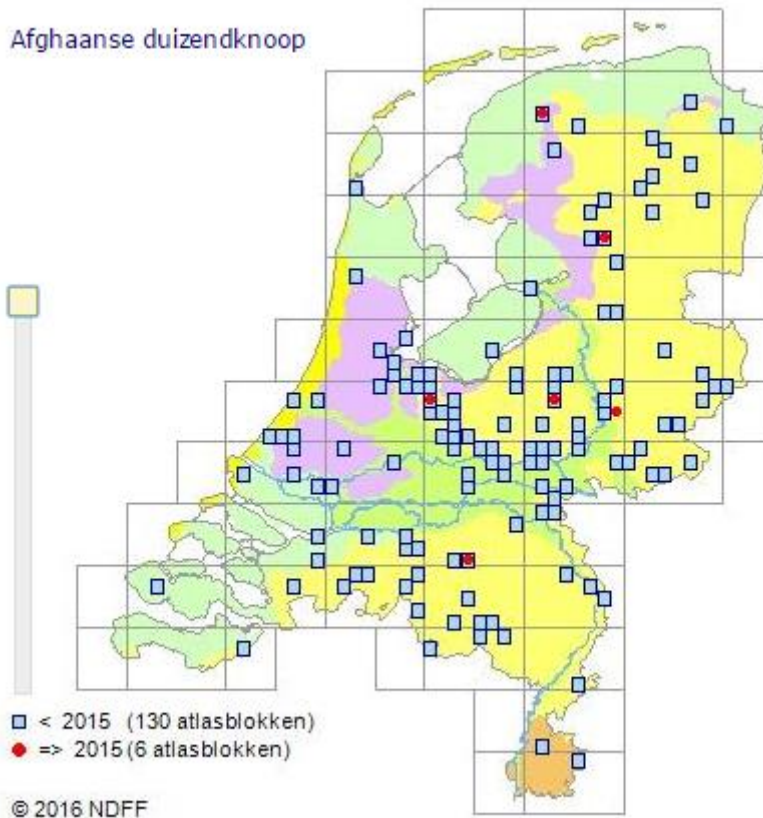 Afghaanse duizendknoop
< 2015 (130 atlasblokken)
=> 2015 (6 atlasblokken)
© 2016 NDFF